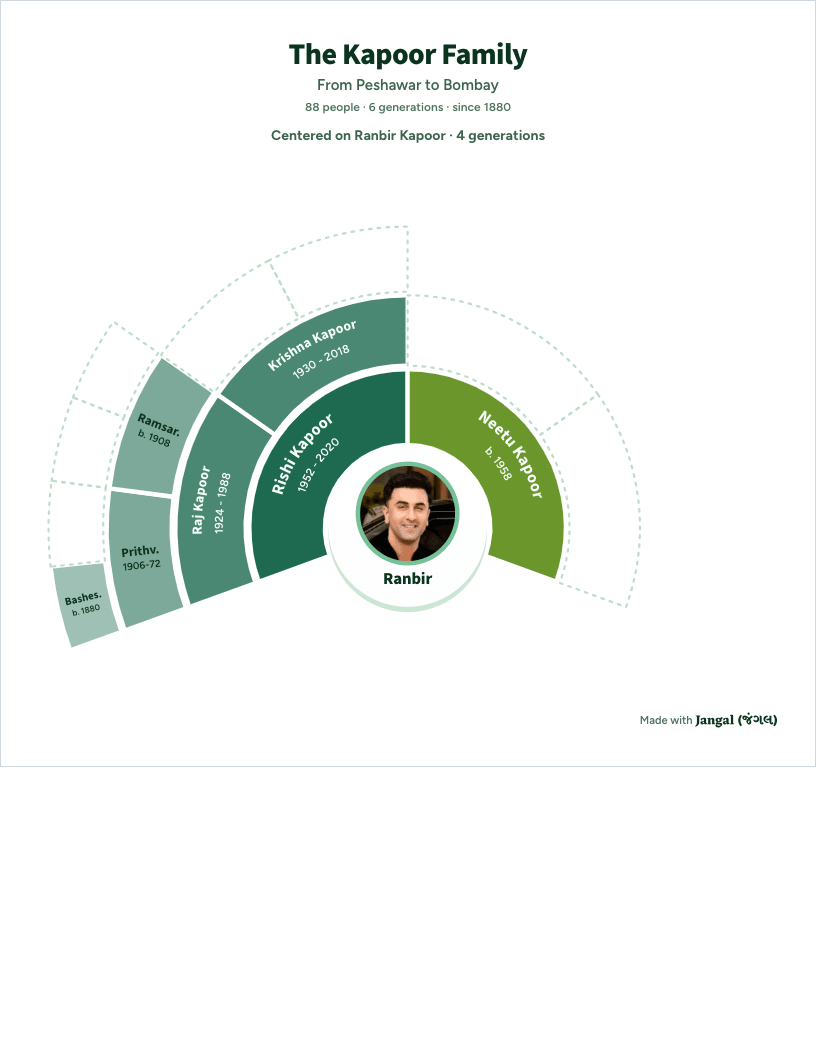 The Kapoor Family
From Peshawar to Bombay
88 people · 6 generations · since 1880
Centered on Ranbir Kapoor · 4 generations
Krishna Kapoor
1930 - 2018
Ramsar.
b. 1908
Rishi Kapoor
1952 - 2020
Neetu Kapoor
b. 1958
Raj Kapoor
1924 - 1988
Prithv.
1906-72
Bashes.
b. 1880
Ranbir
Made with Jangal (જંગલ)